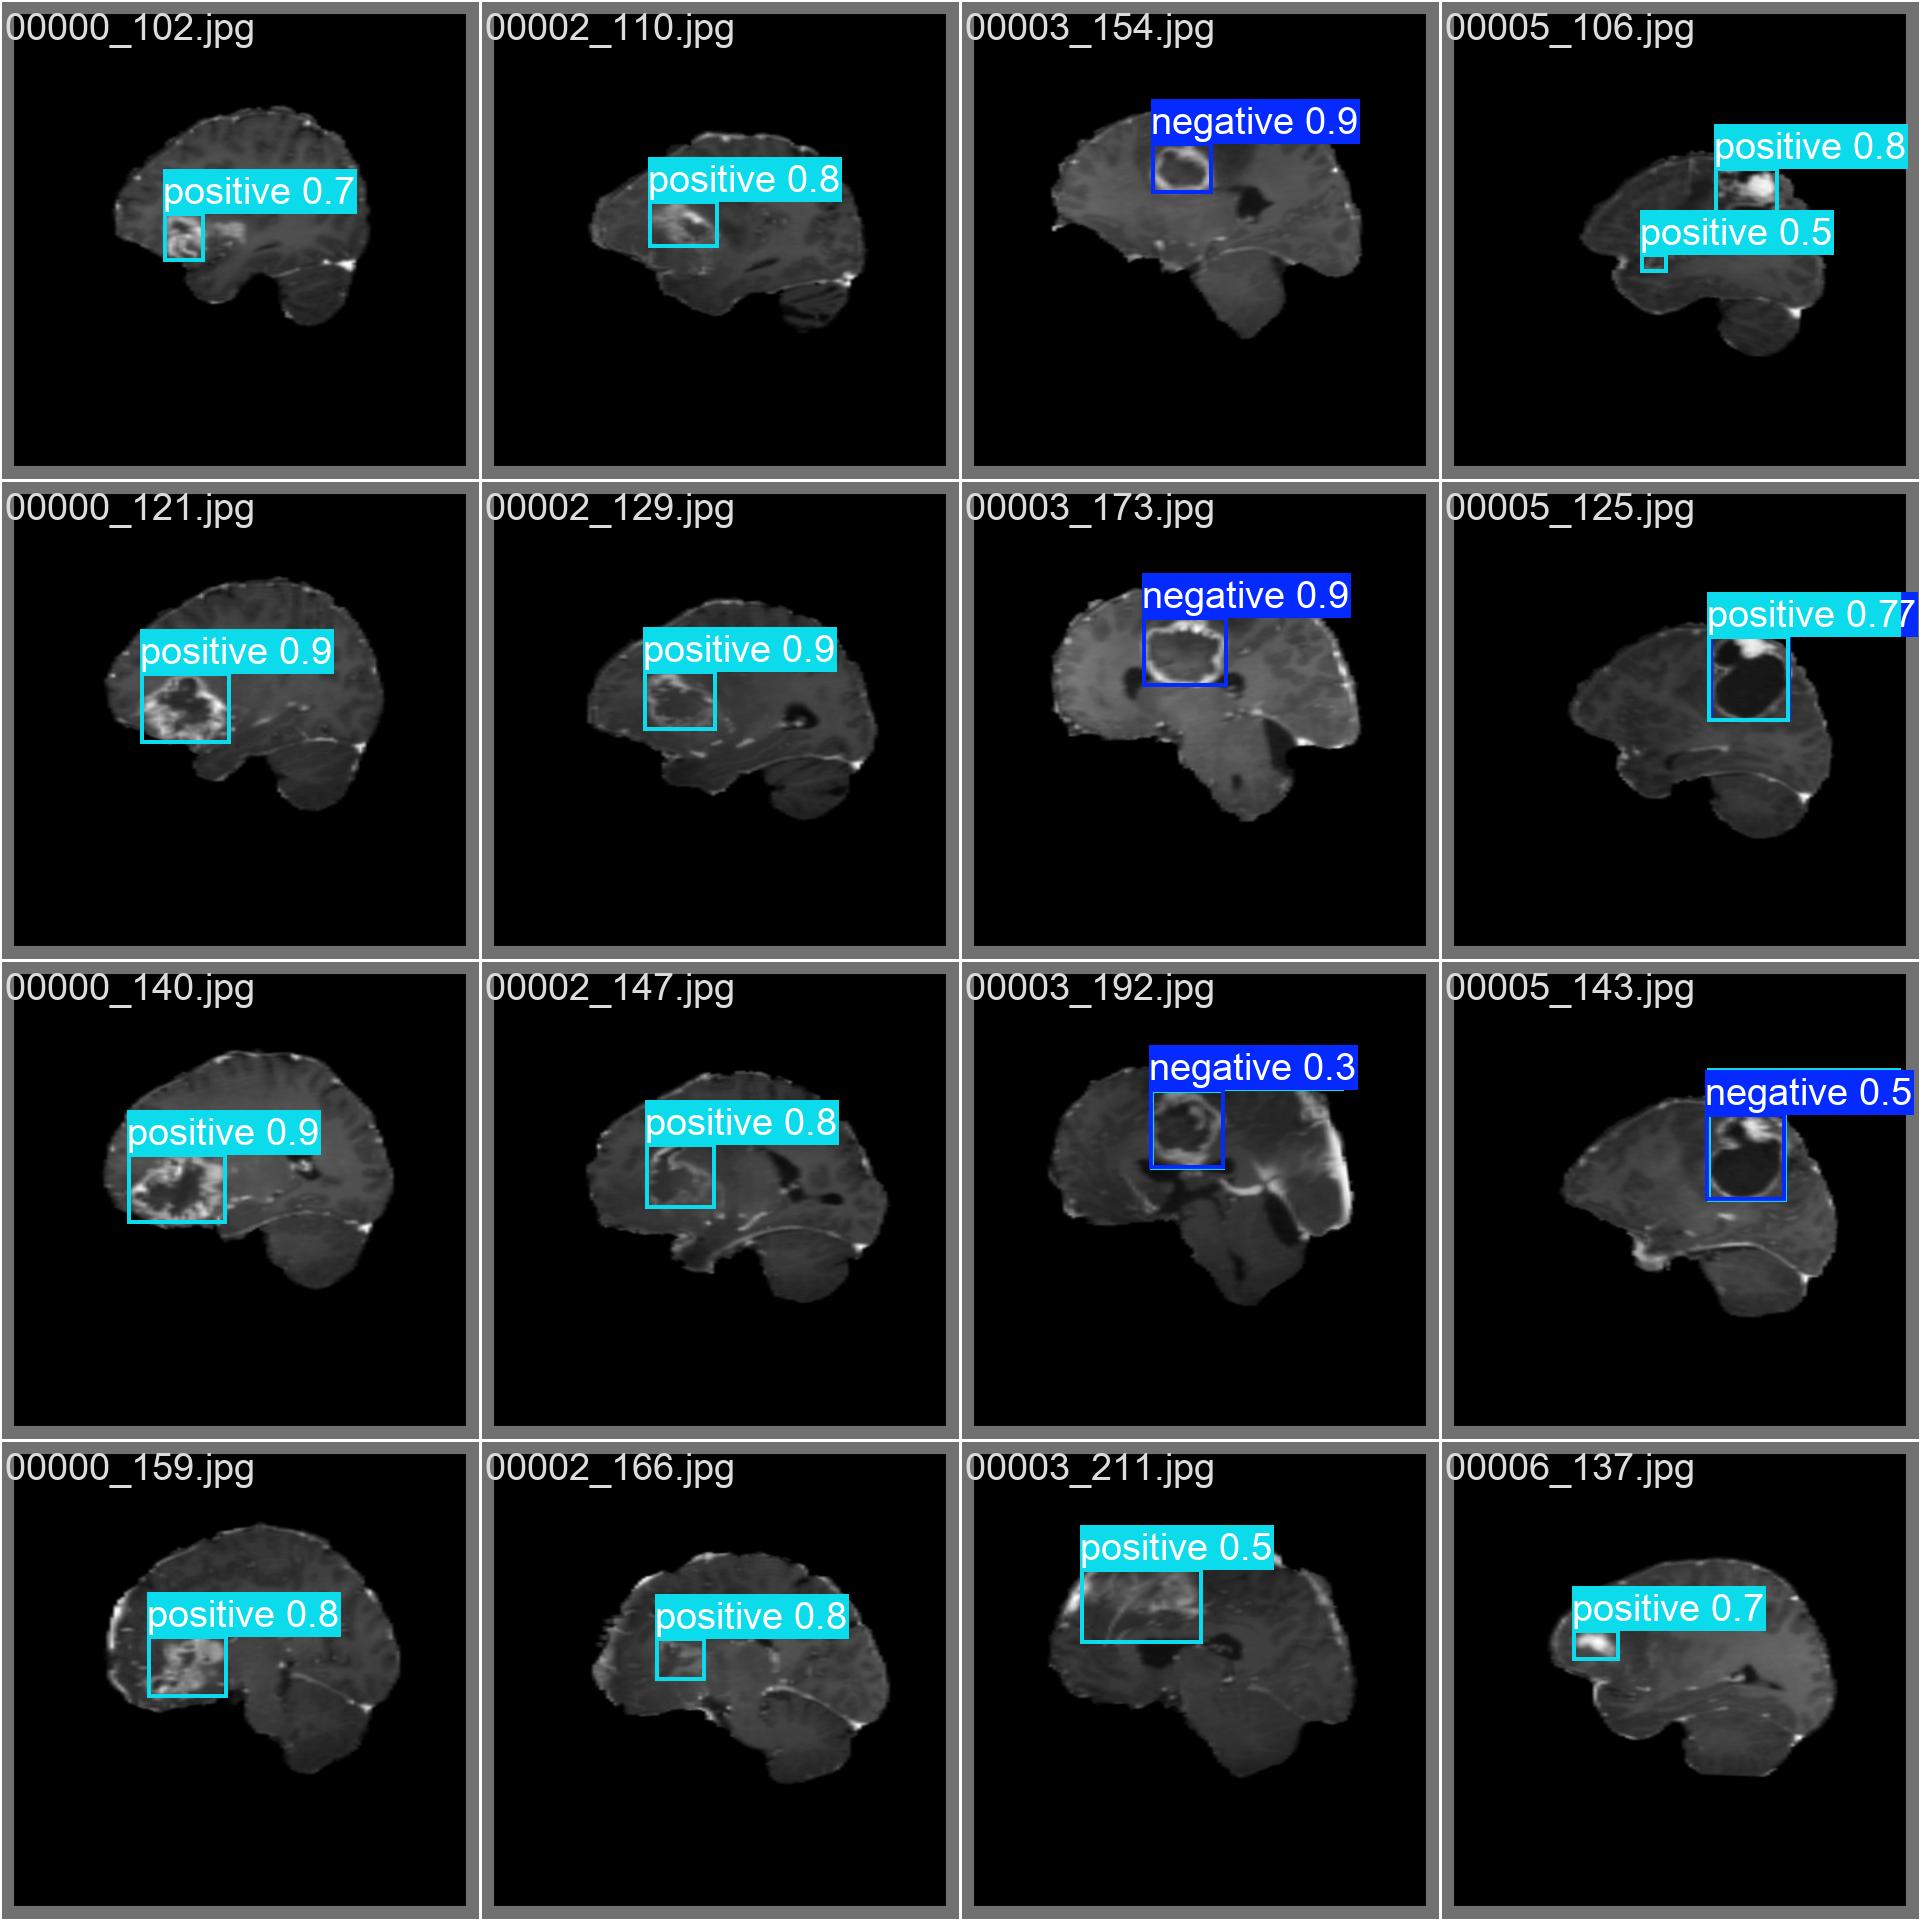 00000_102.jpg
positive 0.7
00002_110.jpg
positive 0.8
00003_154.jpg
negative 0.9
00005_106.jpg
positive 0.8
positive 0.5
00000_121.jpg
positive 0.9
00002_129.jpg
positive 0.9
00003_173.jpg
negative 0.9
00005_125.jpg
positive 0.77
00000_140.jpg
positive 0.9
00002_147.jpg
positive 0.8
00003_192.jpg
negative 0.3
00005_143.jpg
negative 0.5
00000_159.jpg
positive 0.8
00002_166.jpg
positive 0.8
00003_211.jpg
positive 0.5
00006_137.jpg
positive 0.7